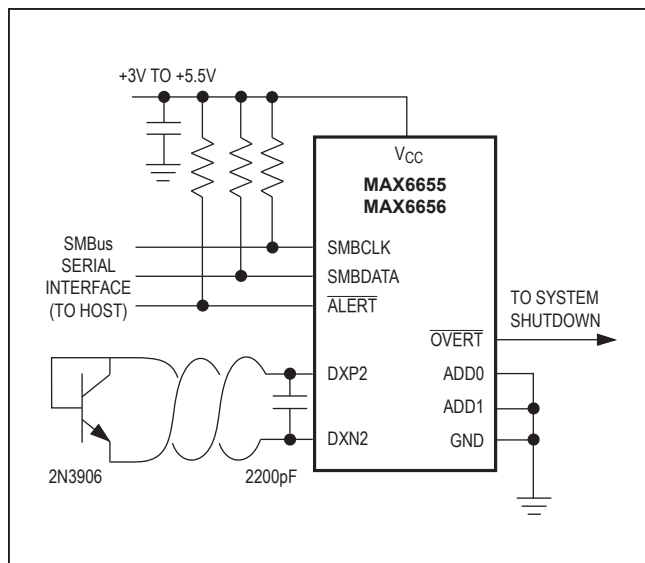 +3V TO +5.5V
VCC
MAX6655
MAX6656
SMBus
SERIAL
INTERFACE
(TO HOST)
SMBCLK
SMBDATA
ALERT
TO SYSTEM
SHUTDOWN
OVERT
DXP2
ADD0
ADD1
DXN2
GND
2N3906
2200pF